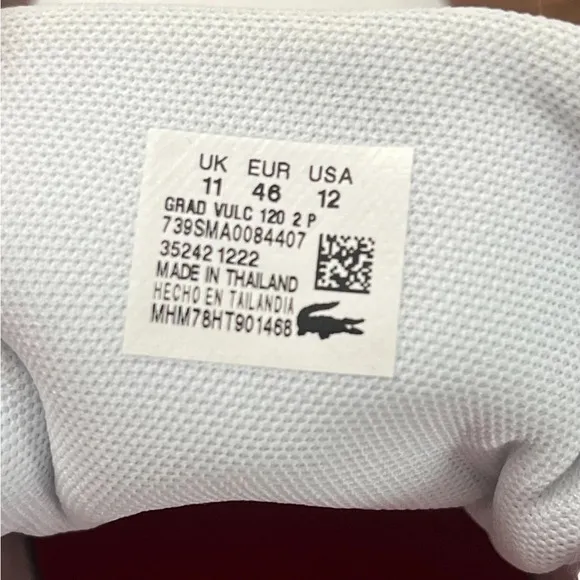 UK EUR USA
11 46 12
GRAD VULC 120 2 P
739SMA0084407
35242 1222
MADE IN THAILAND
HECHO EN TAILANDIA
MHM78HT901468